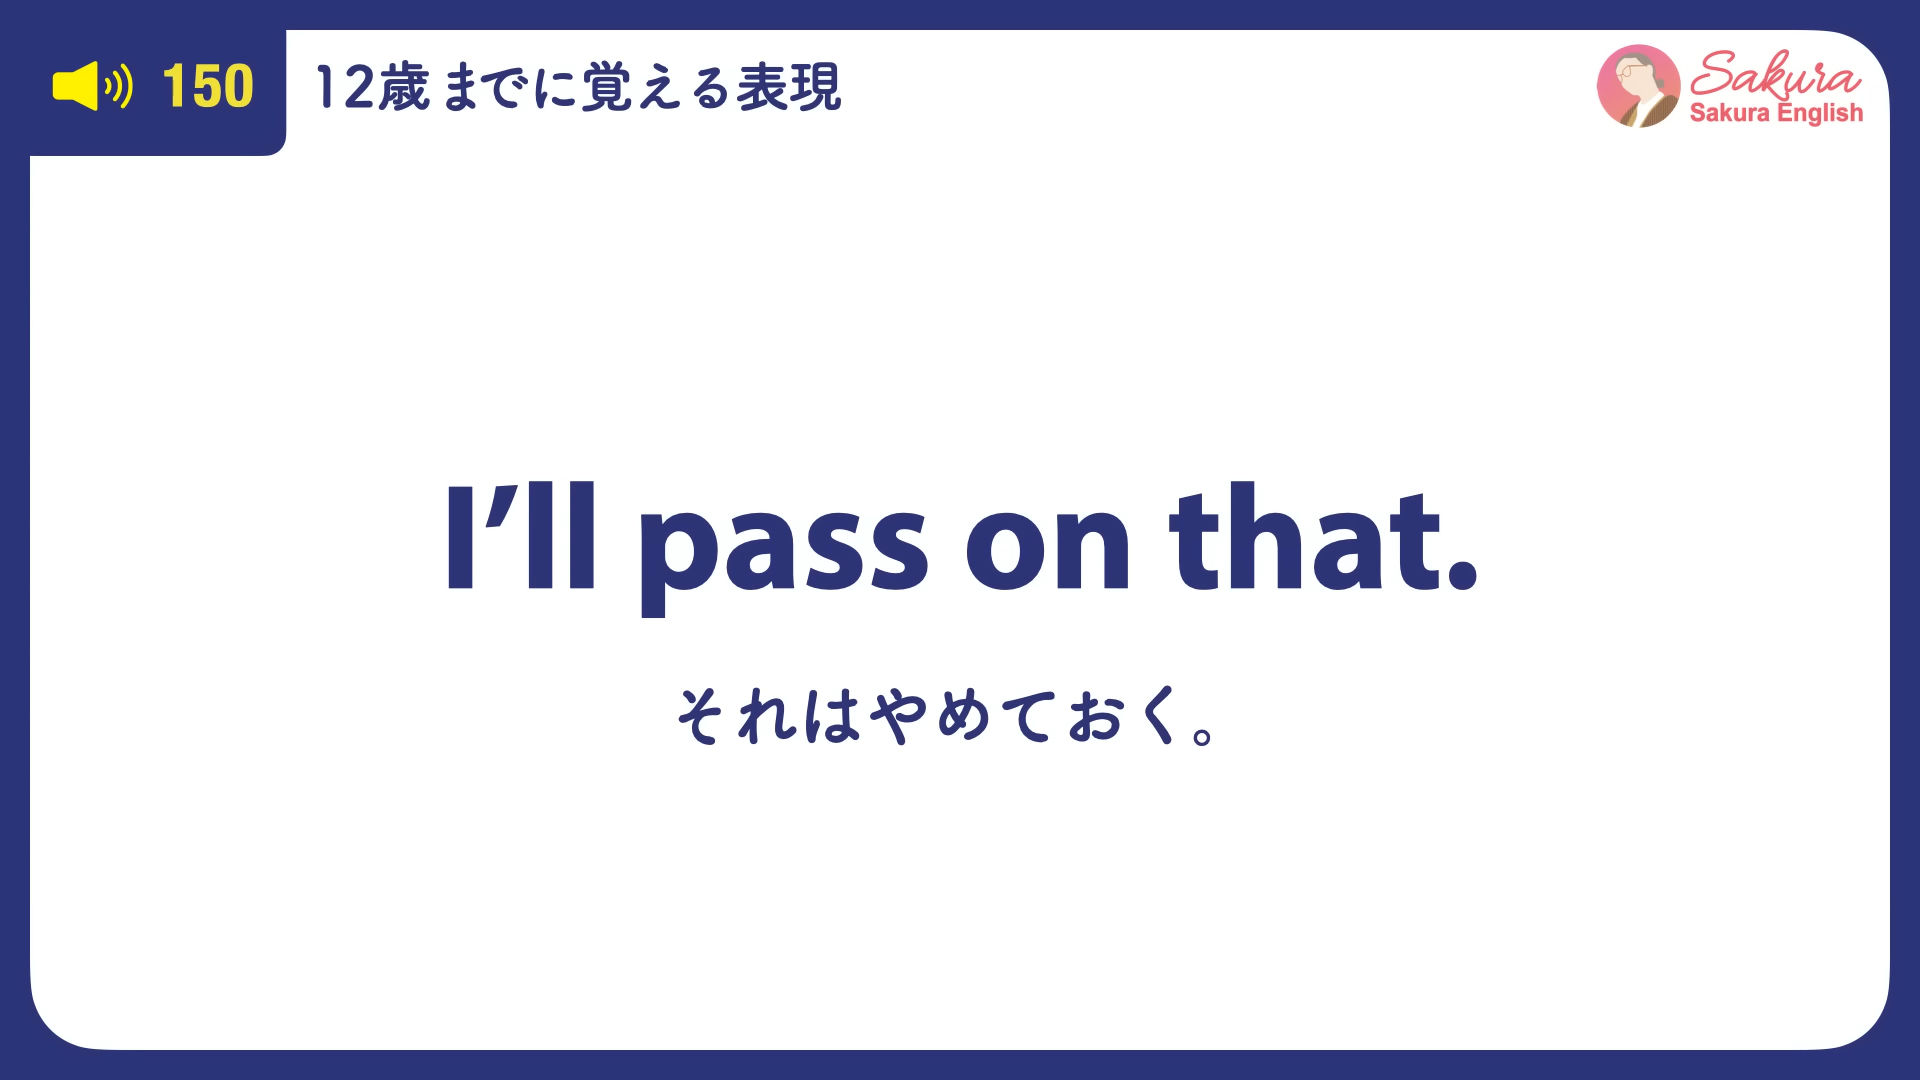 150
12歳までに覚える表現
Sakura
Sakura English
I’ll pass on that.
それはやめておく。